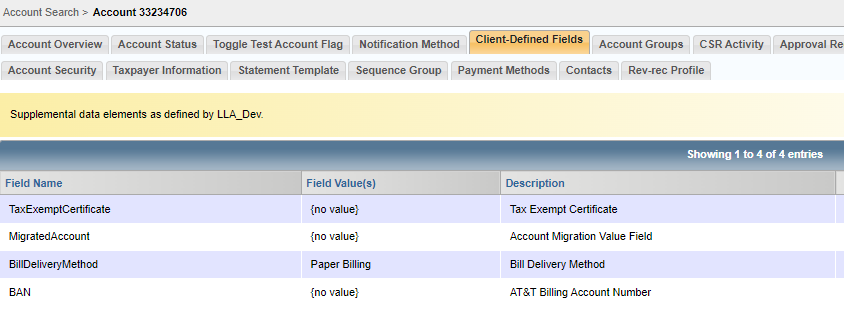 Account Search > Account 33234706
Account Overview Account Status Toggle Test Account Flag Notification Method Client-Defined Fields Account Groups CSR Activity Approval Re
Account Security Taxpayer Information Statement Template Sequence Group Payment Methods Contacts Rev-rec Profile
Supplemental data elements as defined by LLA_Dev.
Showing 1 to 4 of 4 entries
Field Name Field Value(s) Description
TaxExemptCertificate {no value} Tax Exempt Certificate
MigratedAccount {no value} Account Migration Value Field
BillDeliveryMethod Paper Billing Bill Delivery Method
BAN {no value} AT&T Billing Account Number